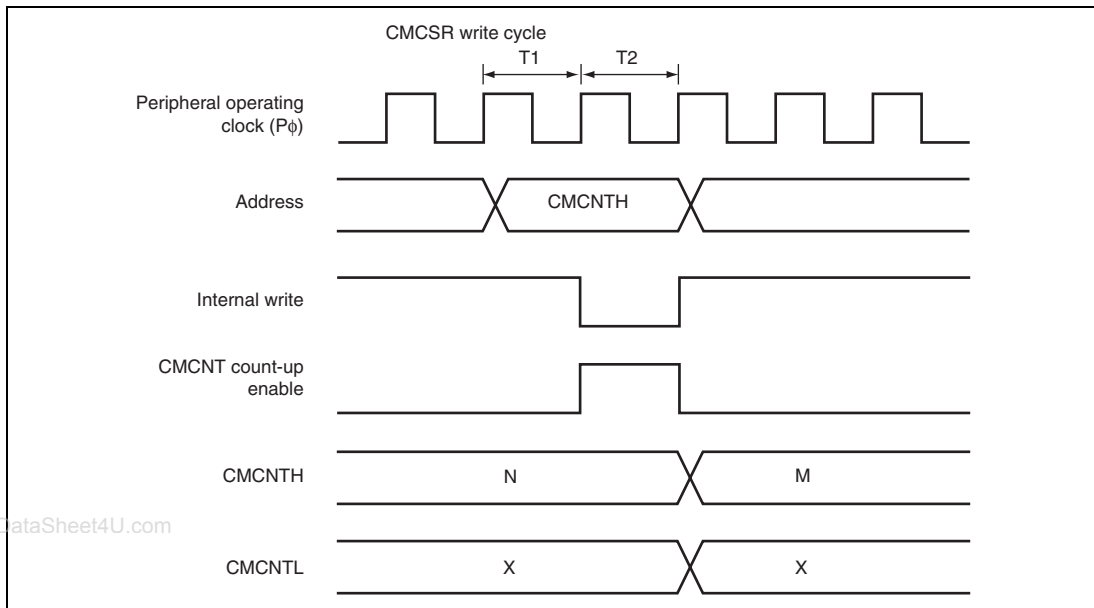 CMCSR write cycle
T1 T2
Peripheral operating
clock (Pϕ)
Address
CMCNTH
Internal write
CMCNT count-up
enable
CMCNTH
N M
DataSheet4U.com
CMCNTL
X X